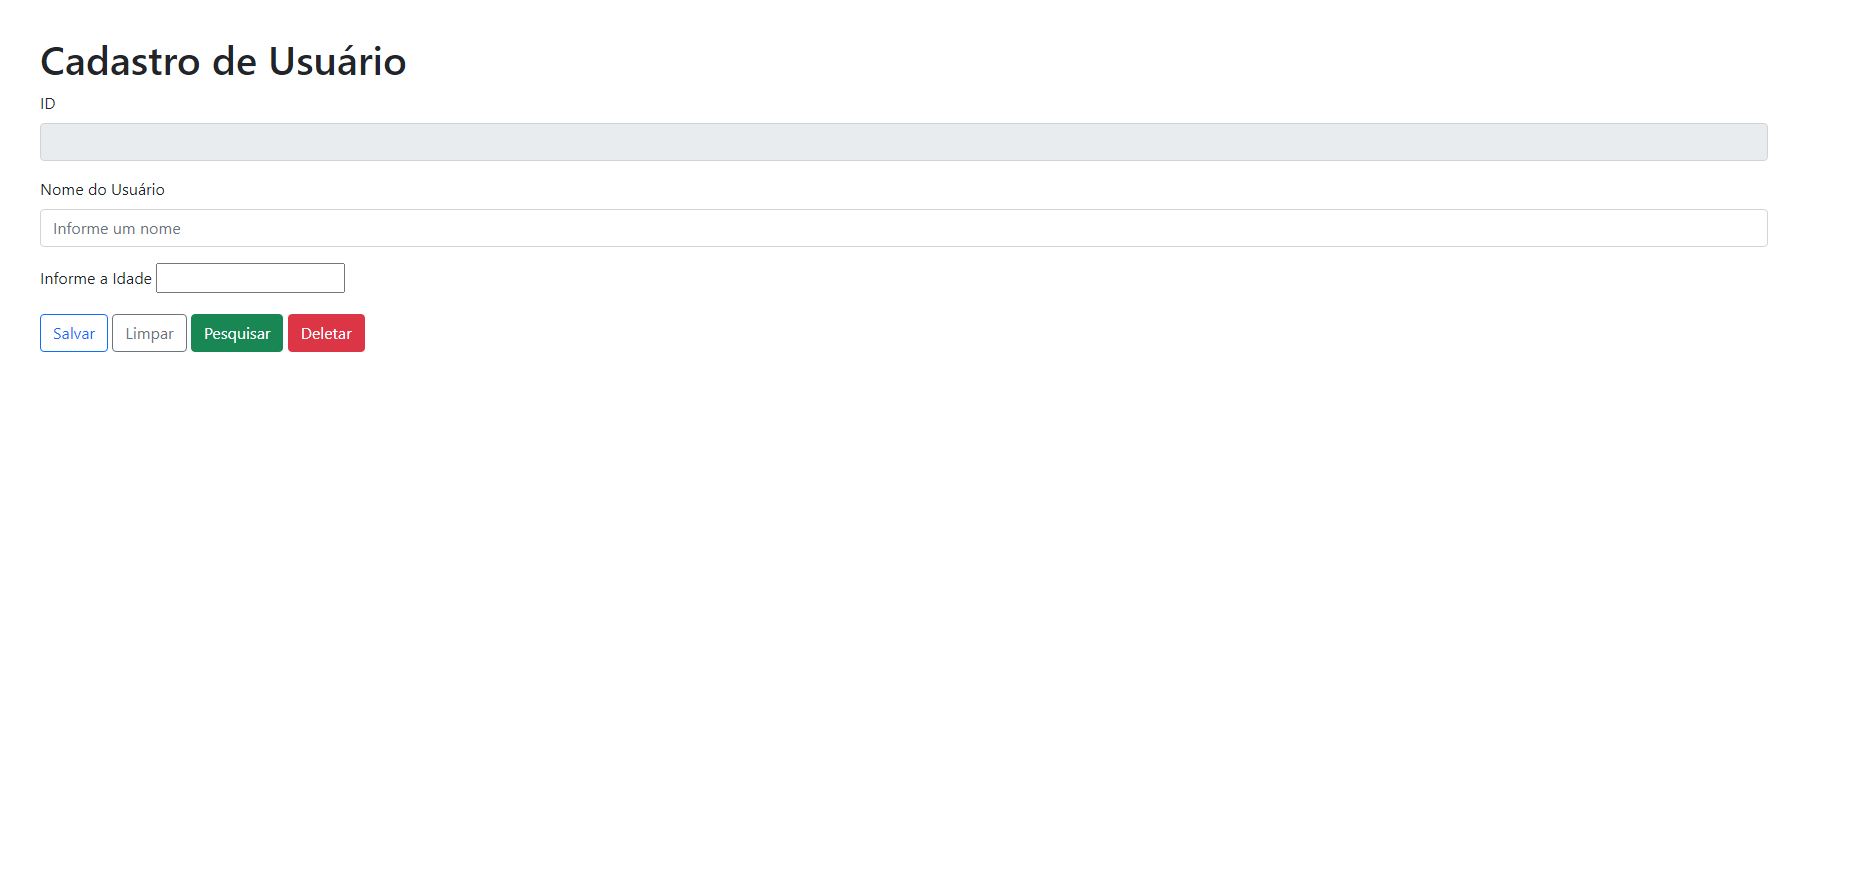 Cadastro de Usuário
ID
Nome do Usuário
Informe um nome
Informe a Idade
Salvar Limpar Pesquisar Deletar